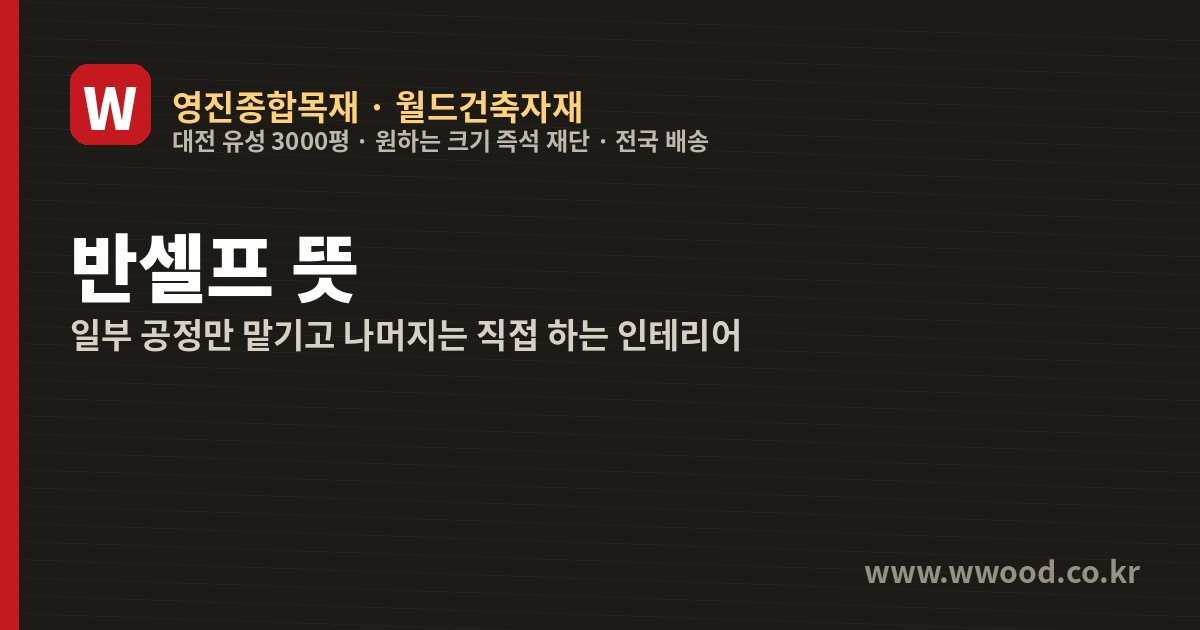 W
영진종합목재 · 월드건축자재
대전 유성 3000평 · 원하는 크기 즉석 재단 · 전국 배송
반셀프 뜻
일부 공정만 맡기고 나머지는 직접 하는 인테리어
www.wwood.co.kr